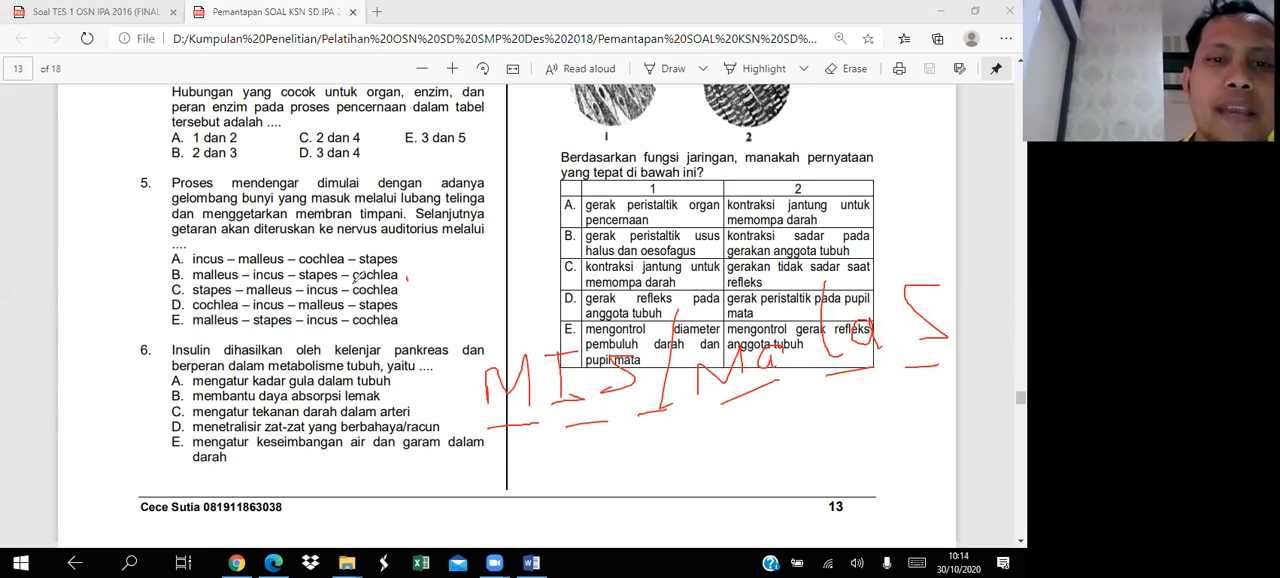 Soal TES 1 OSN IPA 2016 (FINAL
Pemantapan SOAL KSN SD IPA 2
File
D:/Kumpulan%20Penelitian/Pelatihan%20OSN%20SD%20SMP%20Des%202018/Pemantapan%20SOAL%20KSN%20SD%...
13 of 18
Read aloud
Draw
Highlight
Erase
Hubungan yang cocok untuk organ, enzim, dan
peran enzim pada proses pencernaan dalam tabel
tersebut adalah ....
A. 1 dan 2 C. 2 dan 4 E. 3 dan 5
B. 2 dan 3 D. 3 dan 4
5. Proses mendengar dimulai dengan adanya
gelombang bunyi yang masuk melalui lubang telinga
dan menggetarkan membran timpani. Selanjutnya
getaran akan diteruskan ke nervus auditorius melalui
....
A. incus – malleus – cochlea – stapes
B. malleus – incus – stapes – cochlea
C. stapes – malleus – incus – cochlea
D. cochlea – incus – malleus – stapes
E. malleus – stapes – incus – cochlea
6. Insulin dihasilkan oleh kelenjar pankreas dan
berperan dalam metabolisme tubuh, yaitu ....
A. mengatur kadar gula dalam tubuh
B. membantu daya absorpsi lemak
C. mengatur tekanan darah dalam arteri
D. menetralisir zat-zat yang berbahaya/racun
E. mengatur keseimbangan air dan garam dalam
darah
1 2
Berdasarkan fungsi jaringan, manakah pernyataan
yang tepat di bawah ini?
1 2
A. gerak peristaltik organ kontraksi jantung untuk
pencernaan memompa darah
B. gerak peristaltik usus kontraksi sadar pada
halus dan oesofagus gerakan anggota tubuh
C. kontraksi jantung untuk gerakan tidak sadar saat
memompa darah refleks
D. gerak refleks pada gerak peristaltik pada pupil
anggota tubuh mata
E. mengontrol diameter mengontrol gerak refleks
pembuluh darah dan anggota tubuh
pupil mata
MIS/MalaS
Cece Sutia 081911863038
13
10:14
30/10/2020